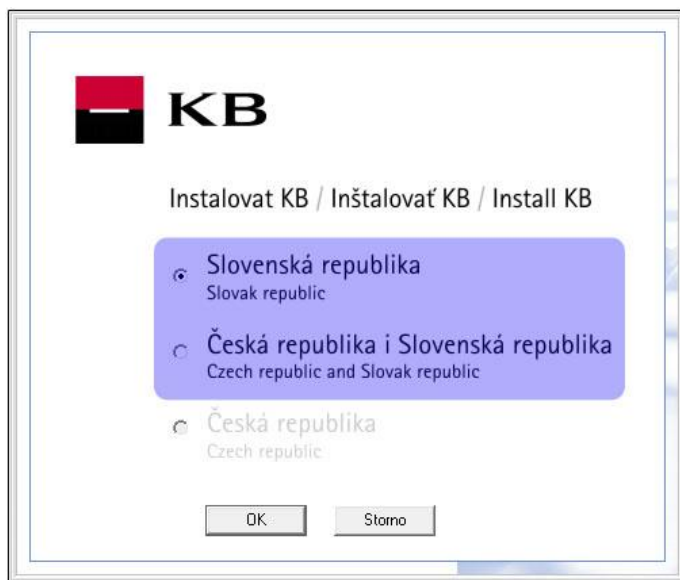 KB
Instalovat KB / Inštalovať KB / Install KB
Slovenská republika
Slovak republic
Česká republika i Slovenská republika
Czech republic and Slovak republic
Česká republika
Czech republic
OK Storno